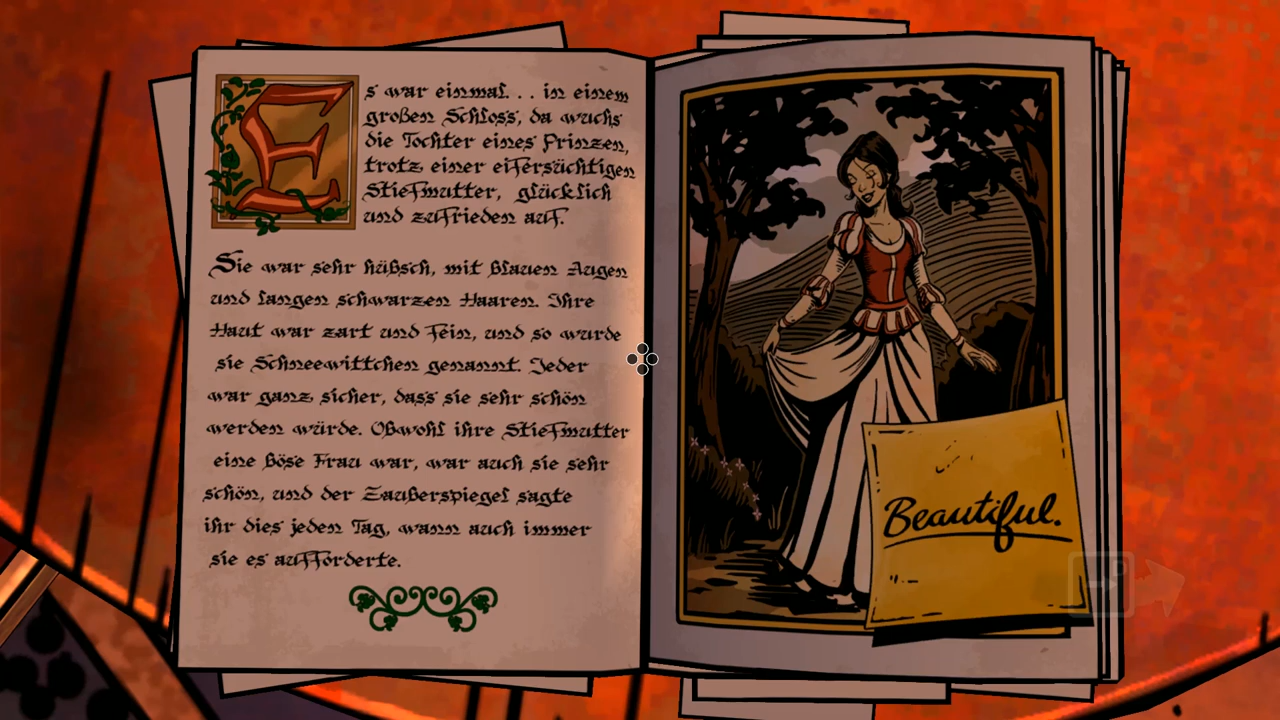 Es war einmal. . . in einem
großen Schloss, da wuchs
die Tochter eines Prinzen,
trotz einer eifersüchtigen
Stiefmutter, glücklich
und zufrieden auf.
Sie war sehr hübsch, mit blauen Augen
und langen schwarzen Haaren. Ihre
Haut war zart und fein, und so wurde
sie Schneewittchen genannt. Jeder
war ganz sicher, dass sie sehr schön
werden würde. Obwohl ihre Stiefmutter
eine böse Frau war, war auch sie sehr
schön, und der Zauberspiegel sagte
ihr dies jeden Tag, wann auch immer
sie es aufforderte.
Beautiful.